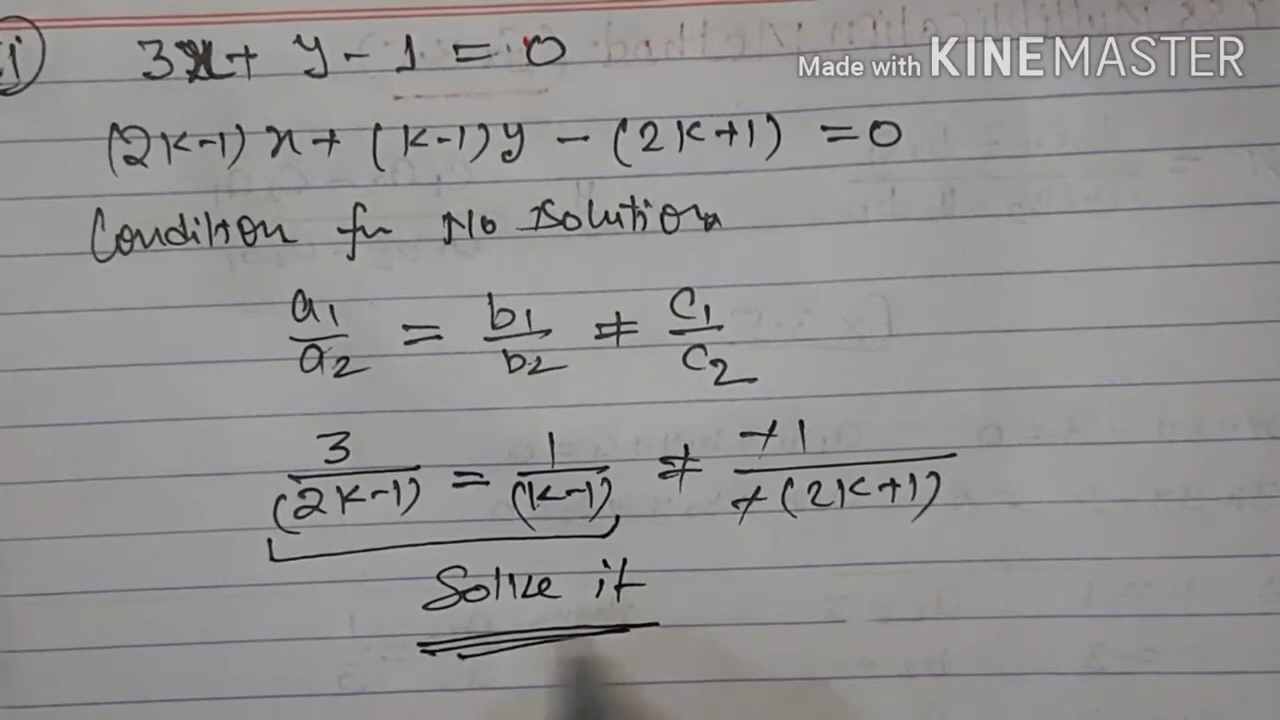 i) 3x + y - 1 = 0
Made with KINEMASTER
(2k-1) x + (k-1) y - (2k+1) = 0
Condition for No Solution
a1/a2 = b1/b2 ≠ c1/c2
3/(2k-1) = 1/(k-1) ≠ -1/-(2k+1)
Solve it